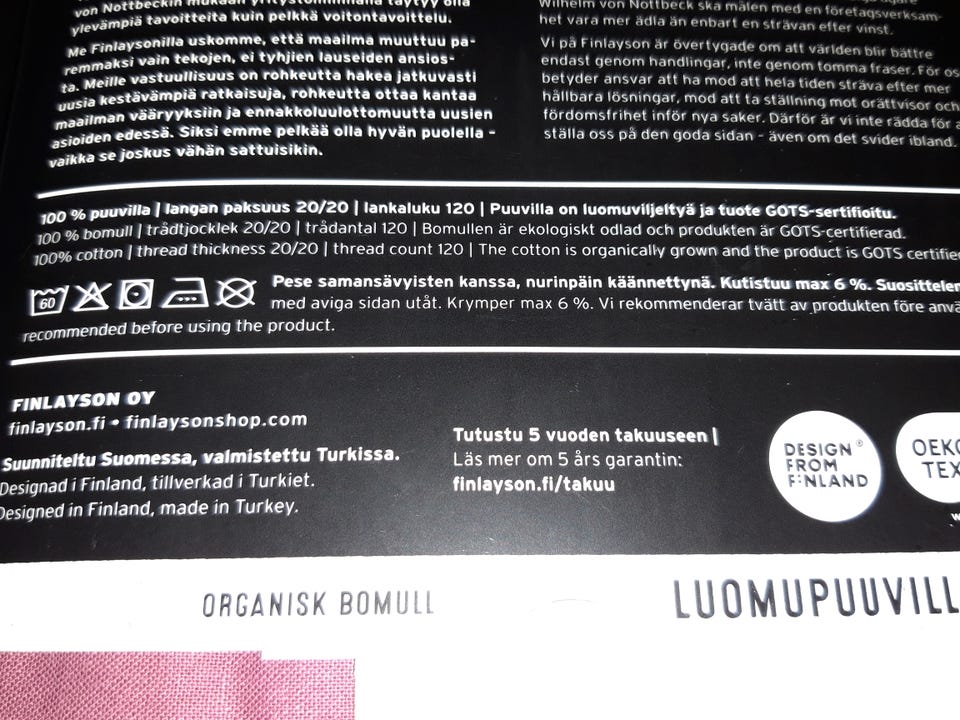 von Nottbeckin mukaan yritystoiminnalla täytyy olla
ylevämpiä tavoitteita kuin pelkkä voitontavoittelu.
Me Finlaysonilla uskomme, että maailma muuttuu pa-
remmaksi vain tekojen, ei tyhjien lauseiden ansios-
ta. Meille vastuullisuus on rohkeutta hakea jatkuvasti
uusia kestävämpiä ratkaisuja, rohkeutta ottaa kantaa
maailman vääryyksiin ja ennakkoluulottomuutta uusien
asioiden edessä. Siksi emme pelkää olla hyvän puolella -
vaikka se joskus vähän sattuisikin.
Wilhelm von Nottbeck ska målen med en företagsverksam-
het vara mer ädla än enbart en strävan efter vinst.
Vi på Finlayson är övertygade om att världen blir bättre
endast genom handlingar, inte genom tomma fraser. För os
betyder ansvar att ha mod att hela tiden sträva efter mer
hållbara lösningar, mod att ta ställning mot orättvisor och
fördomsfrihet inför nya saker. Därför är vi inte rädda för a
ställa oss på den goda sidan - även om det svider ibland.
100 % puuvilla | langan paksuus 20/20 | lankaluku 120 | Puuvilla on luomuviljeltyä ja tuote GOTS-sertifioitu.
100 % bomull | trådtjocklek 20/20 | trådantal 120 | Bomullen är ekologiskt odlad och produkten är GOTS-certifierad.
100% cotton | thread thickness 20/20 | thread count 120 | The cotton is organically grown and the product is GOTS certifie
60
Pese samansävyisten kanssa, nurinpäin käännettynä. Kutistuu max 6 %. Suositteler
med aviga sidan utåt. Krymper max 6 %. Vi rekommenderar tvätt av produkten före anvä
recommended before using the product.
FINLAYSON OY
finlayson.fi • finlaysonshop.com
Suunniteltu Suomessa, valmistettu Turkissa.
Designad i Finland, tillverkad i Turkiet.
Designed in Finland, made in Turkey.
Tutustu 5 vuoden takuuseen |
Läs mer om 5 års garantin:
finlayson.fi/takuu
DESIGN®
FROM
FINLAND
OEKO
TEX
w
ORGANISK BOMULL
LUOMUPUUVILL